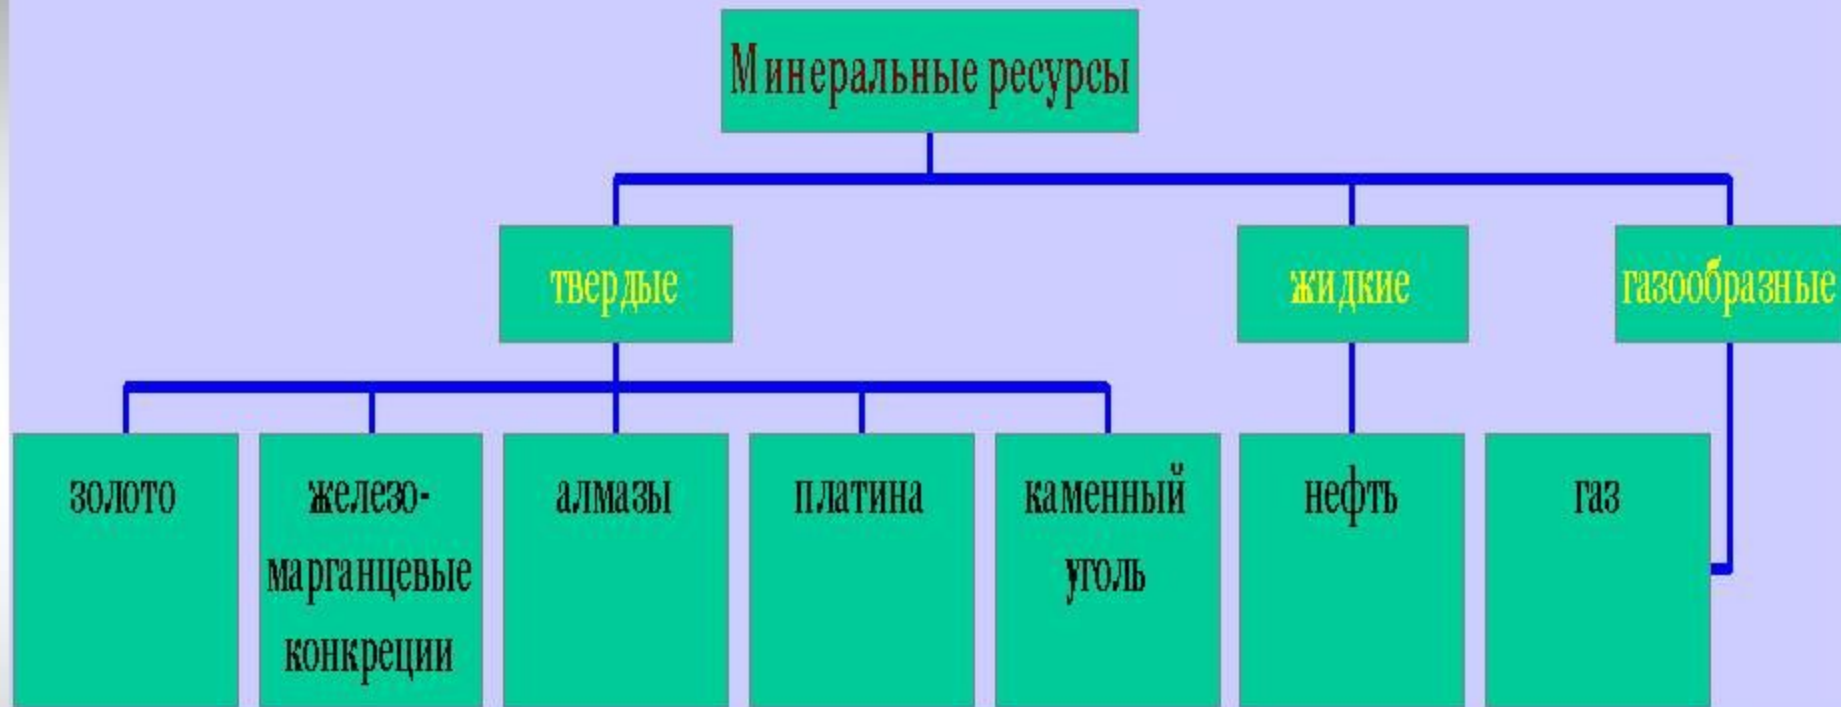 Минеральные ресурсы
твердые
жидкие
газообразные
золото
железо-
марганцевые
конкреции
алмазы
платина
каменный
уголь
нефть
газ